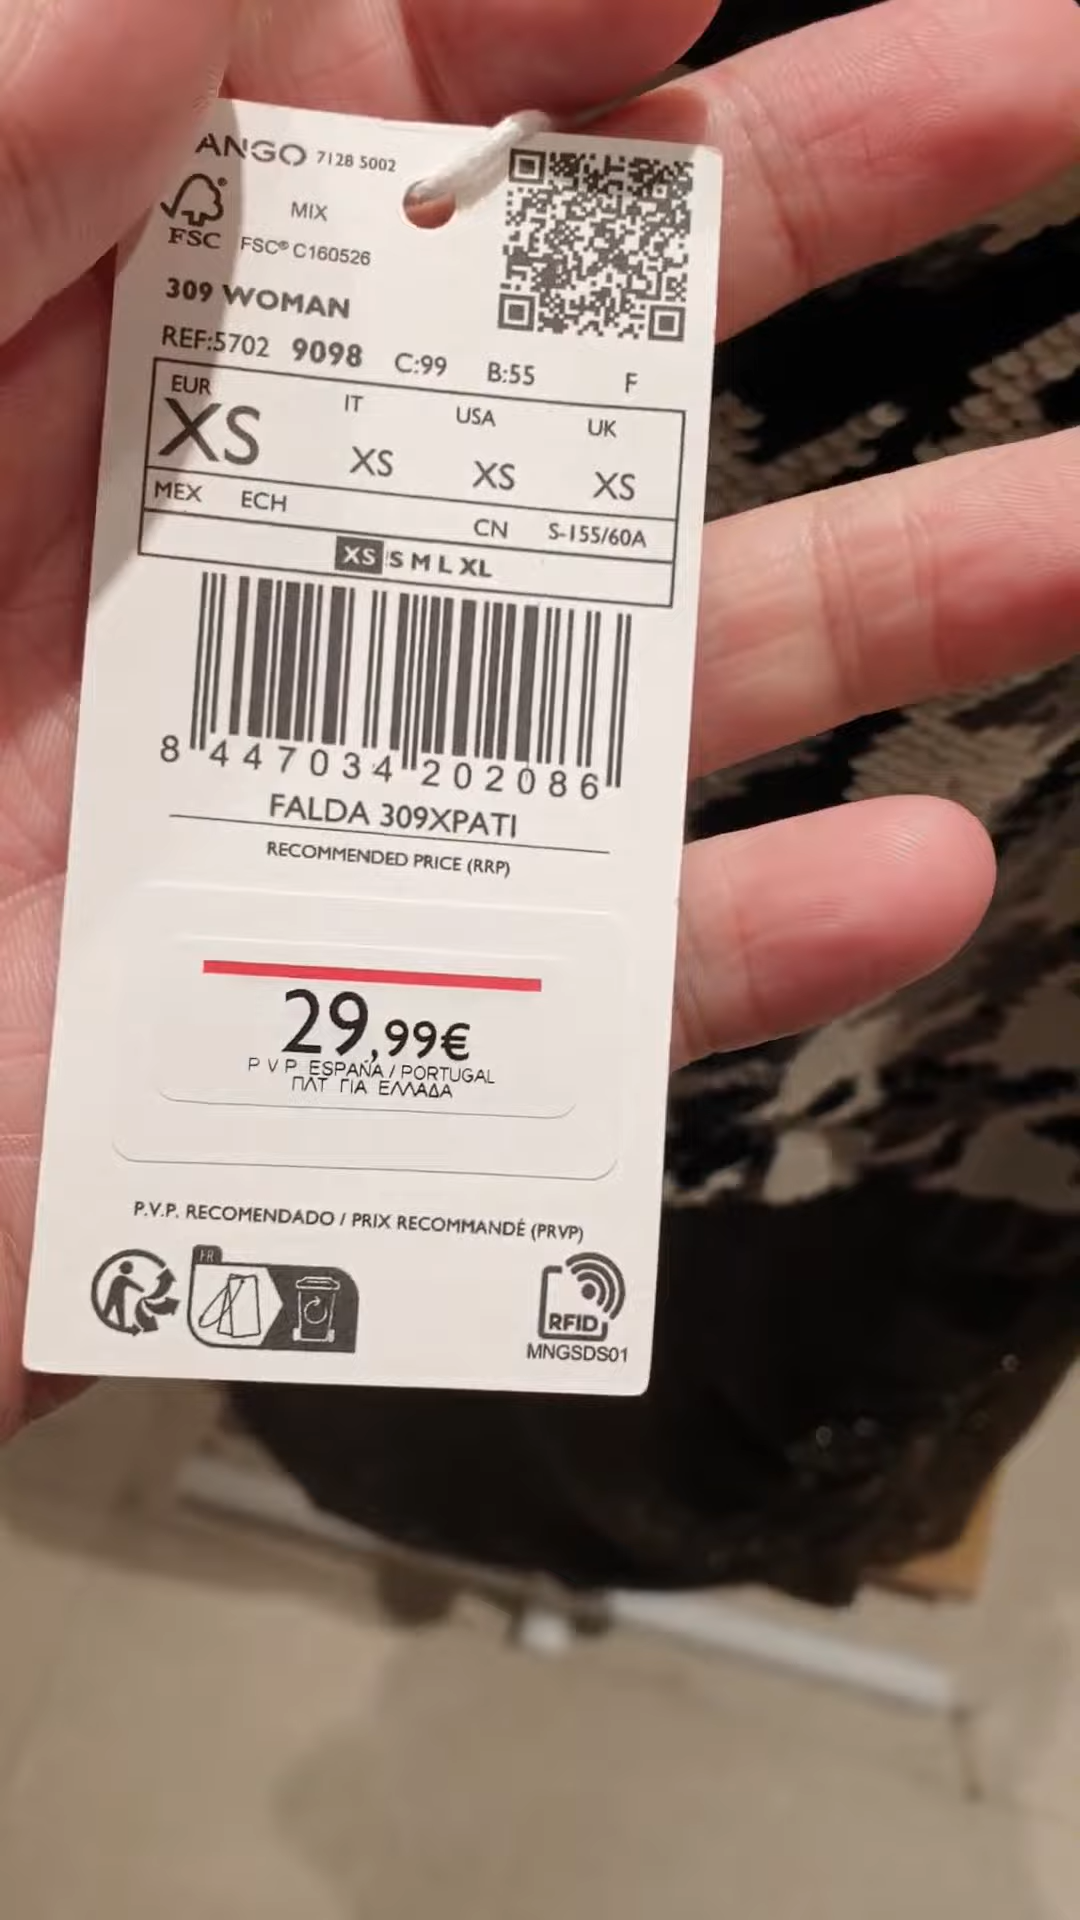 ANGO 7128 5002
FSC
MIX
FSC® C160526
309 WOMAN
REF:5702 9098 C:99 B:55 F
EUR IT USA UK
XS XS XS XS
MEX ECH CN S-155/60A
XS S M L XL
8 447034 202086
FALDA 309XPATI
RECOMMENDED PRICE (RRP)
29,99€
P V P ESPAÑA / PORTUGAL
ΠΛΤ ΓΙΑ ΕΛΛΑΔΑ
P.V.P. RECOMENDADO / PRIX RECOMMANDÉ (PRVP)
FR
RFID
MNGSDS01